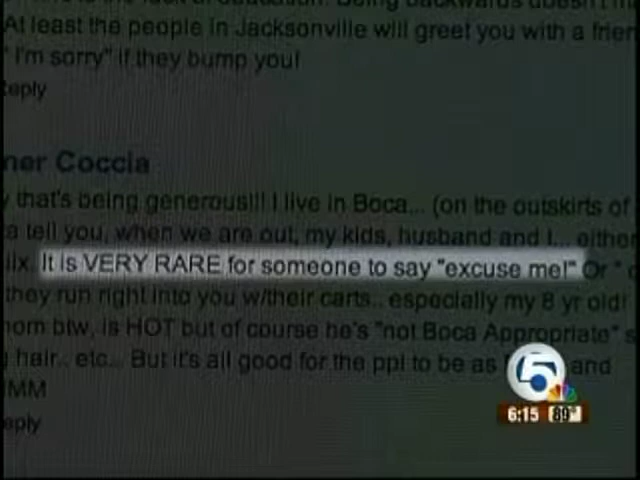 At least the people in Jacksonville will greet you with a frien
"I'm sorry" if they bump you!
eply
ner Coccia
y that's being generous!!! I live in Boca... (on the outskirts of
a tell you, when we are out, my kids, husband and I... either
ilx. It is VERY RARE for someone to say "excuse me!" Or "
they run right into you w/their carts.. especially my 8 yr old!
nom btw, is HOT but of course he's "not Boca Appropriate" s
hair.. etc... But it's all good for the ppl to be as and
IMM
eply
5
6:15 89°